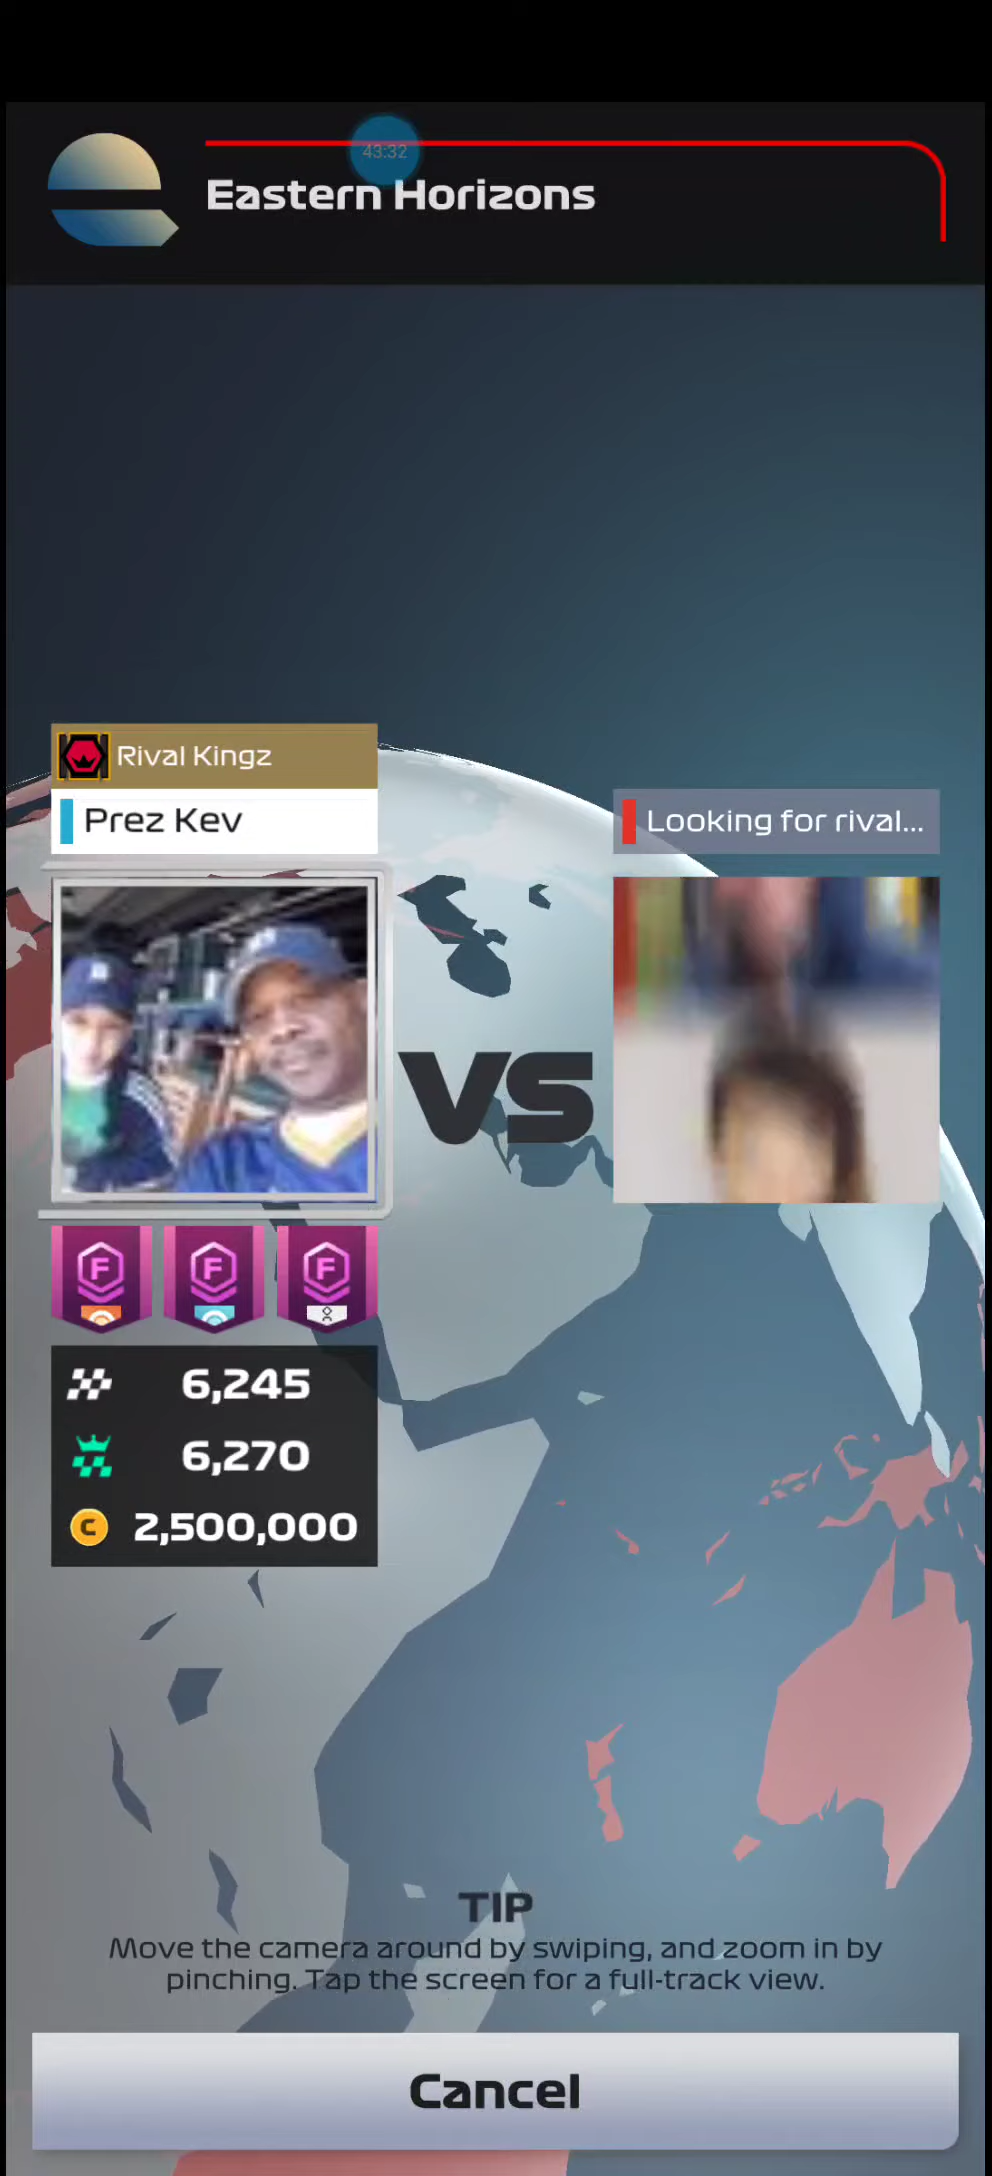 43:32
Eastern Horizons
Rival Kingz
Prez Kev
Looking for rival...
VS
F F F
6,245
6,270
C 2,500,000
TIP
Move the camera around by swiping, and zoom in by
pinching. Tap the screen for a full-track view.
Cancel